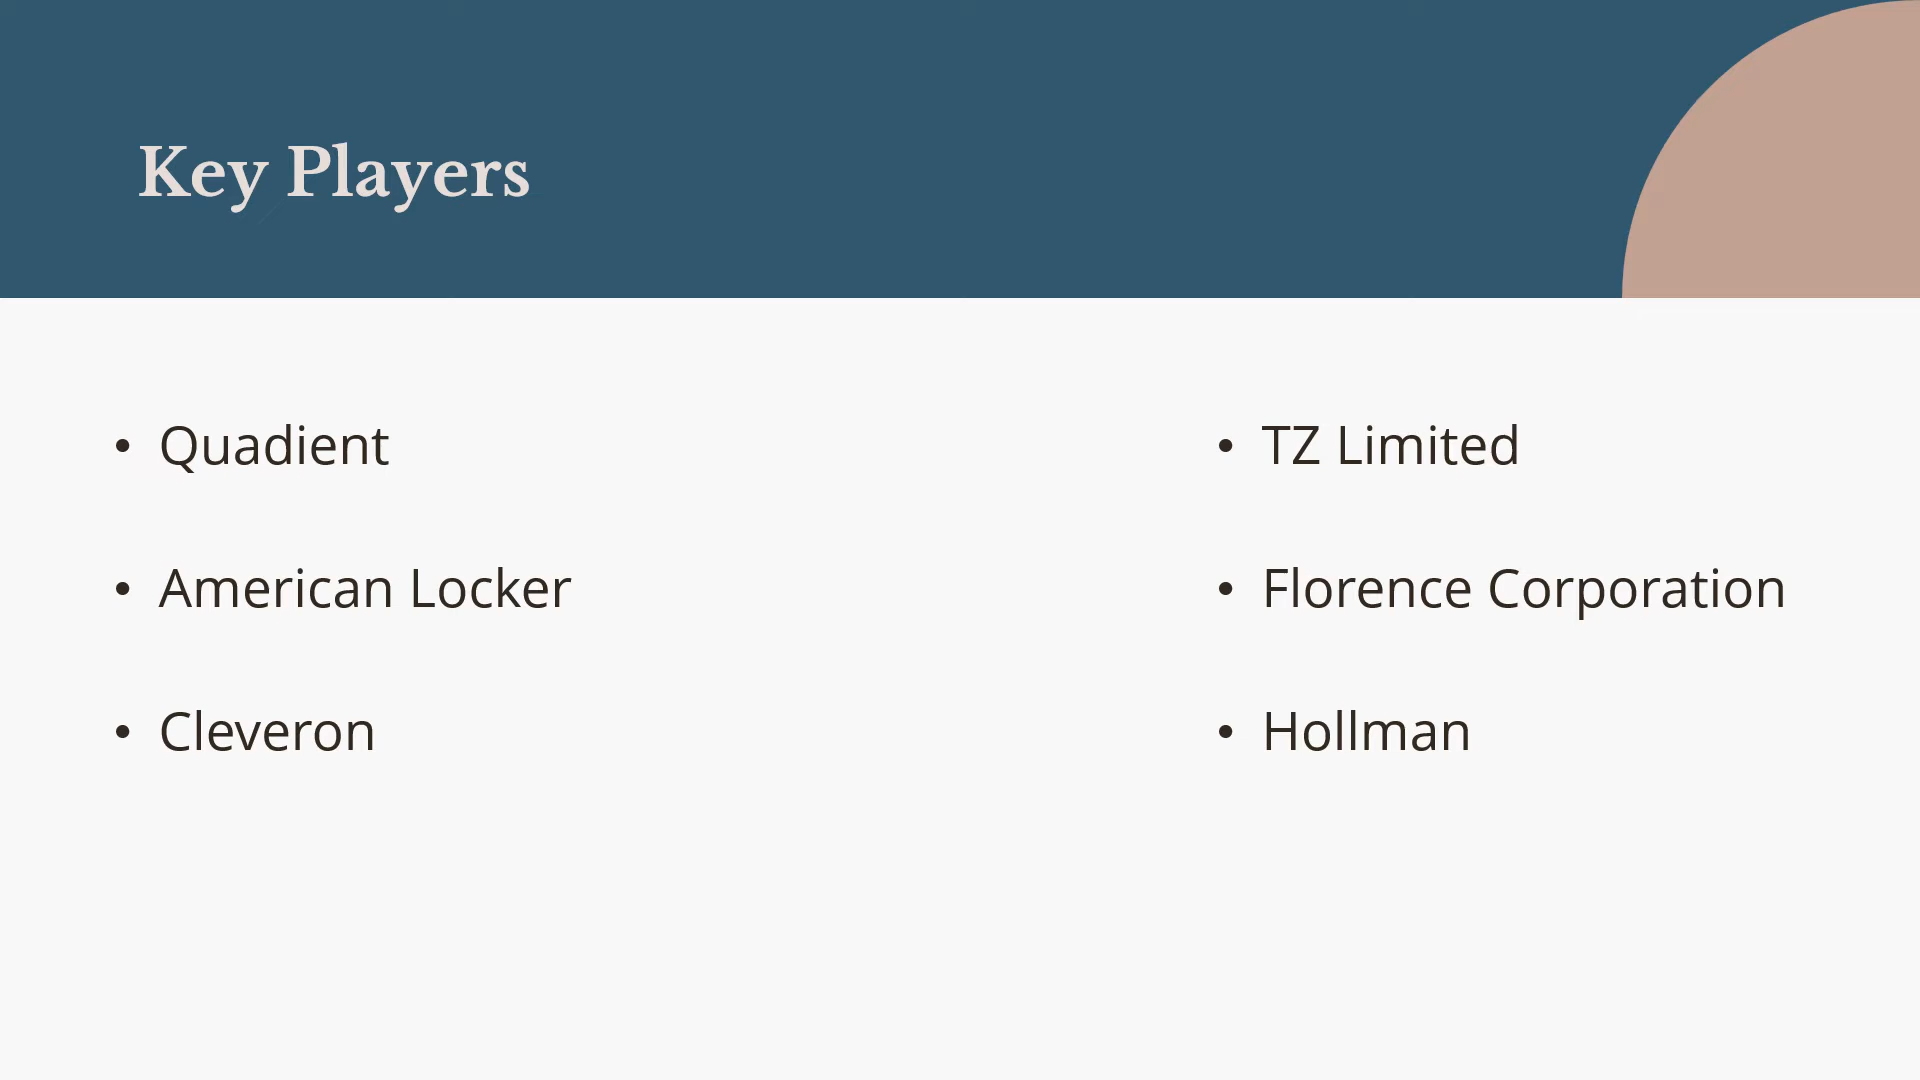 Key Players
• Quadient
• American Locker
• Cleveron
• TZ Limited
• Florence Corporation
• Hollman